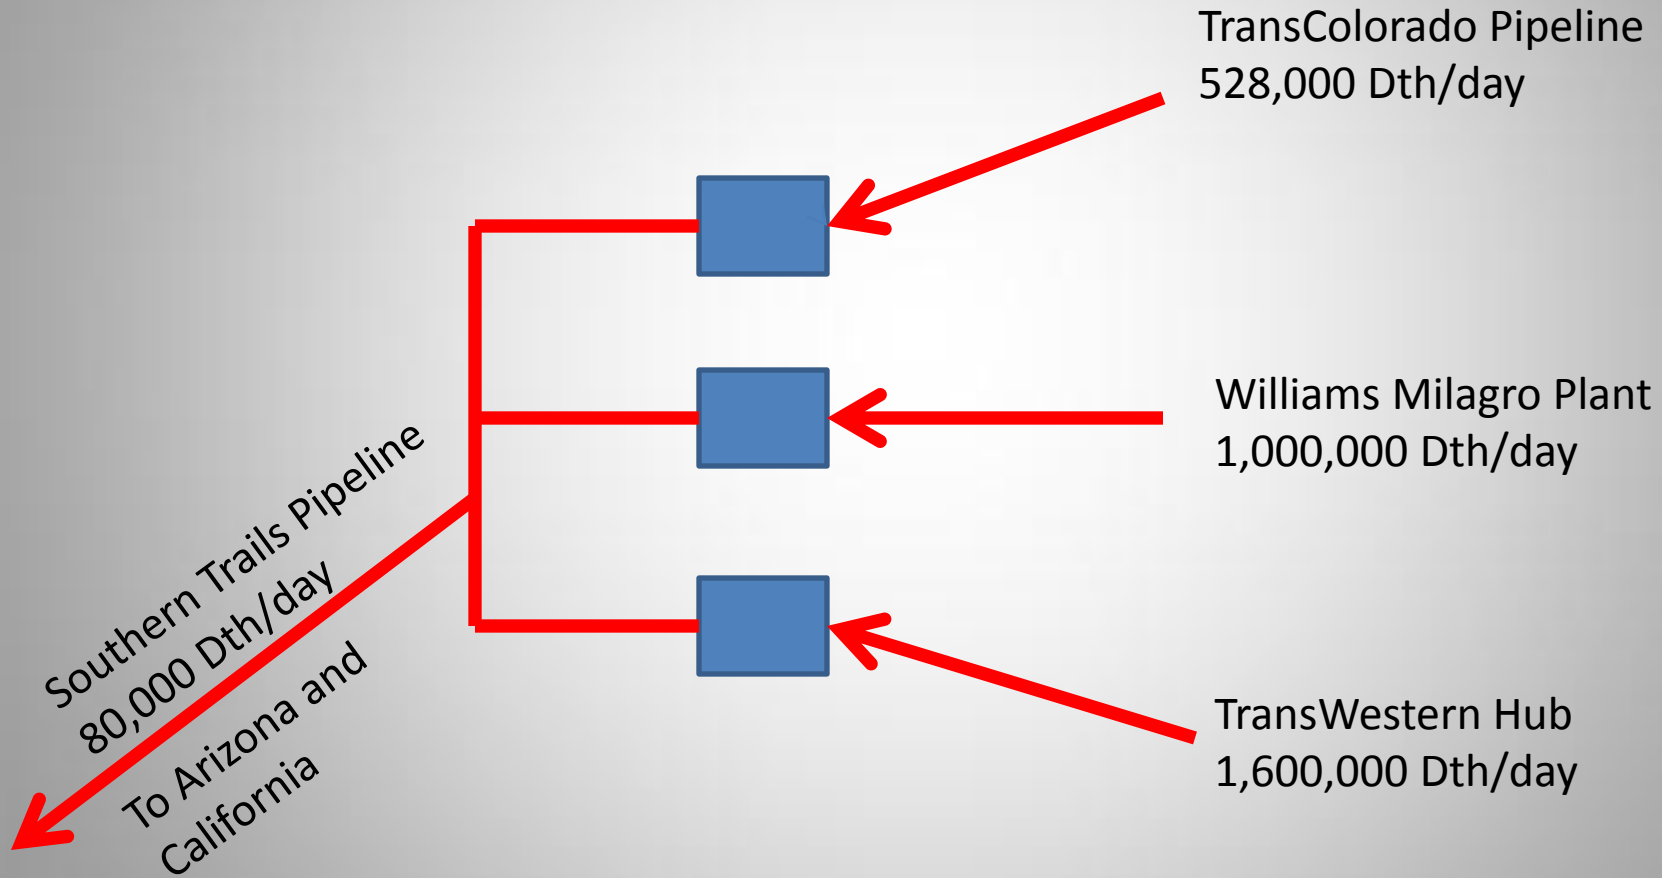 TransColorado Pipeline
528,000 Dth/day
Williams Milagro Plant
1,000,000 Dth/day
Southern Trails Pipeline
80,000 Dth/day
To Arizona and
California
TransWestern Hub
1,600,000 Dth/day